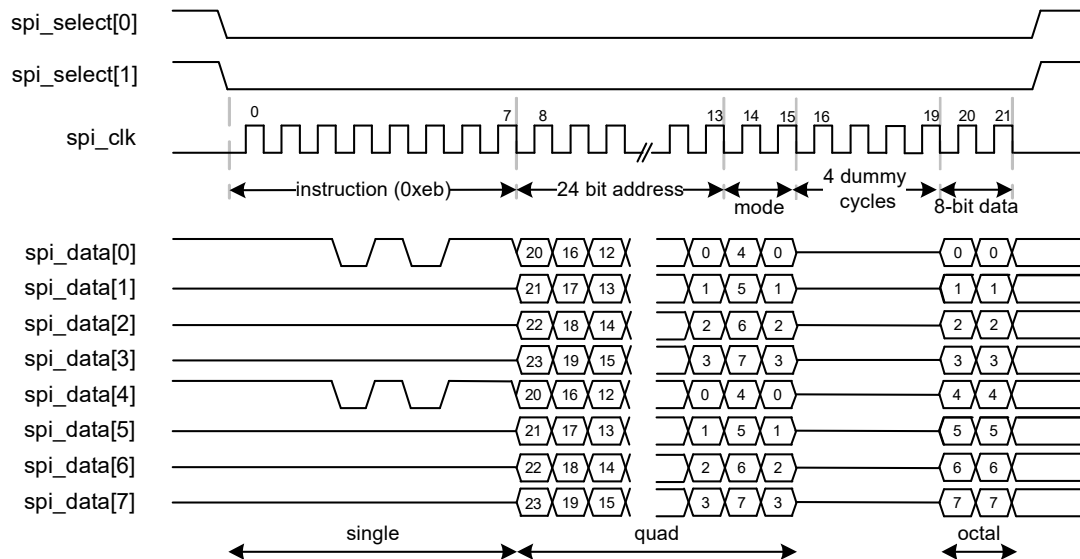 spi_select[0]
spi_select[1]
spi_clk
0 7 8 13 14 15 16 19 20 21
instruction (0xeb) 24 bit address mode 4 dummy cycles 8-bit data
spi_data[0] 20 16 12 0 4 0 0 0
spi_data[1] 21 17 13 1 5 1 1 1
spi_data[2] 22 18 14 2 6 2 2 2
spi_data[3] 23 19 15 3 7 3 3 3
spi_data[4] 20 16 12 0 4 0 4 4
spi_data[5] 21 17 13 1 5 1 5 5
spi_data[6] 22 18 14 2 6 2 6 6
spi_data[7] 23 19 15 3 7 3 7 7
single quad octal